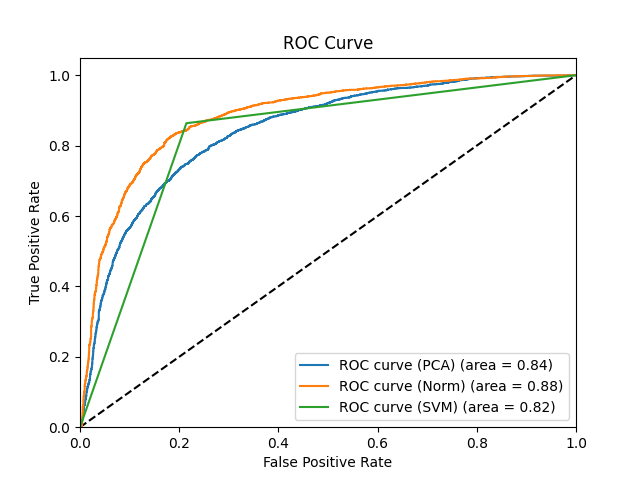 ROC Curve
True Positive Rate
1.0
0.8
0.6
0.4
0.2
0.0
0.0 0.2 0.4 0.6 0.8 1.0
False Positive Rate
ROC curve (PCA) (area = 0.84)
ROC curve (Norm) (area = 0.88)
ROC curve (SVM) (area = 0.82)